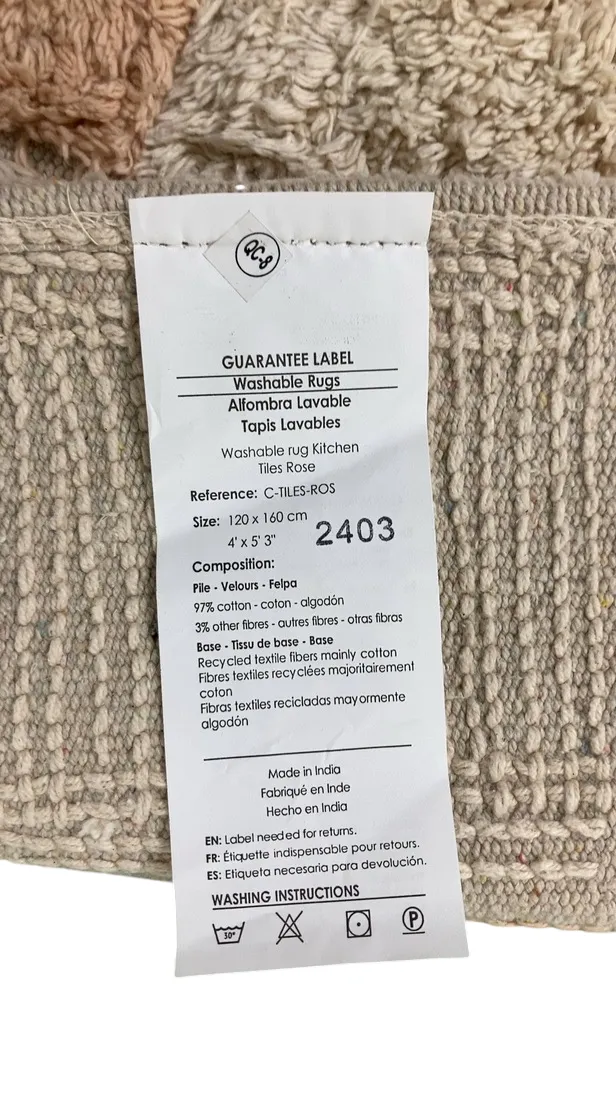 QC-8
GUARANTEE LABEL
Washable Rugs
Alfombra Lavable
Tapis Lavables
Washable rug Kitchen
Tiles Rose
Reference: C-TILES-ROS
Size: 120 x 160 cm
4' x 5' 3"
2403
Composition:
Pile - Velours - Felpa
97% cotton - coton - algodón
3% other fibres - autres fibres - otras fibras
Base - Tissu de base - Base
Recycled textile fibers mainly cotton
Fibres textiles recyclées majoritairement
coton
Fibras textiles recicladas mayormente
algodón
Made in India
Fabriqué en Inde
Hecho en India
EN: Label needed for returns.
FR: Étiquette indispensable pour retours.
ES: Etiqueta necesaria para devolución.
WASHING INSTRUCTIONS
30° P